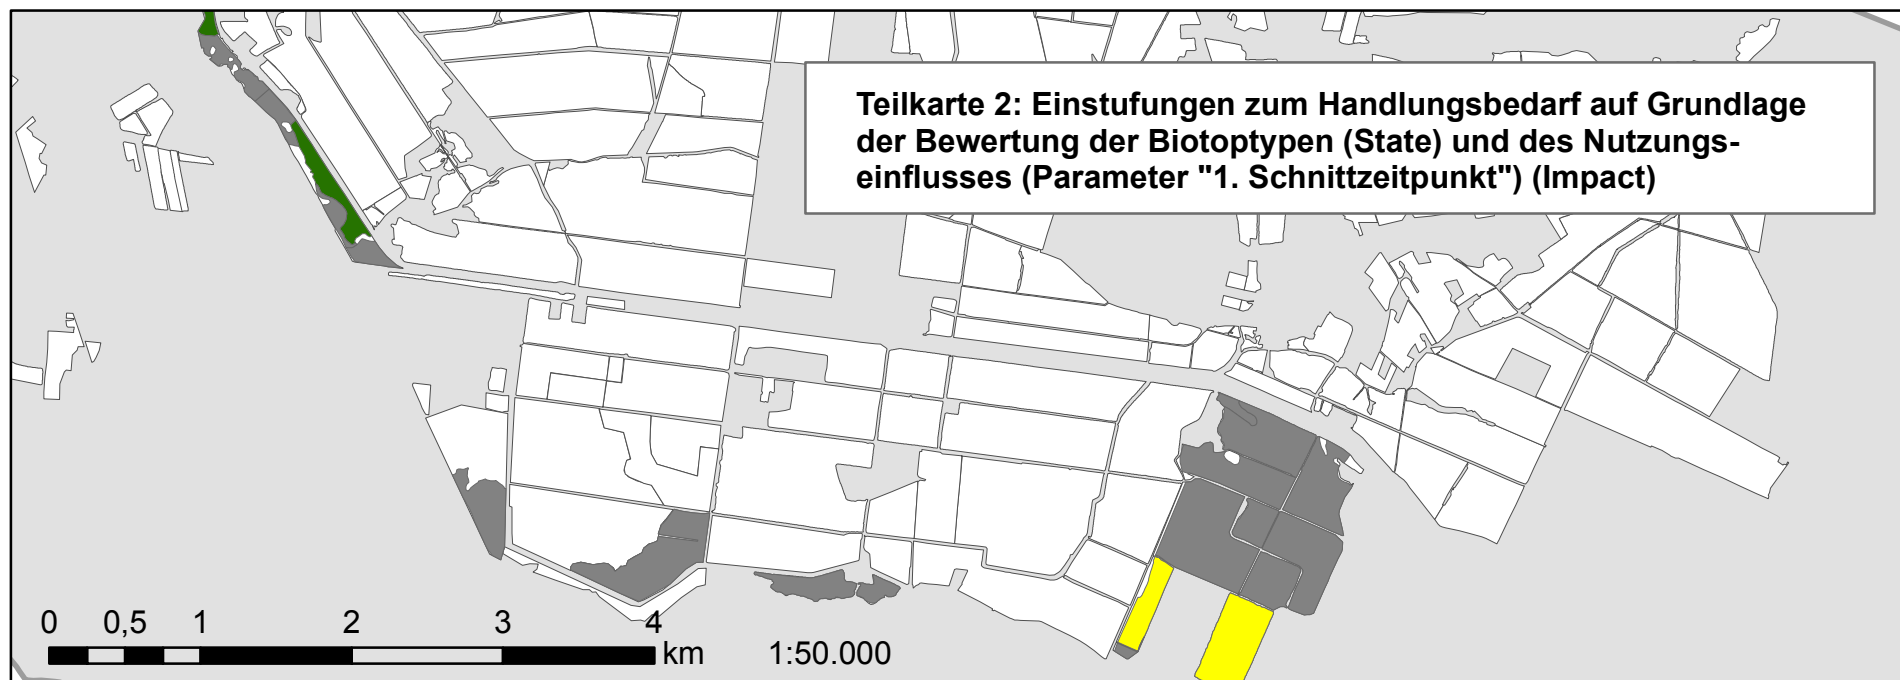 Teilkarte 2: Einstufungen zum Handlungsbedarf auf Grundlage
der Bewertung der Biotoptypen (State) und des Nutzungs-
einflusses (Parameter "1. Schnittzeitpunkt") (Impact)
0 0,5 1 2 3 4
km 1:50.000